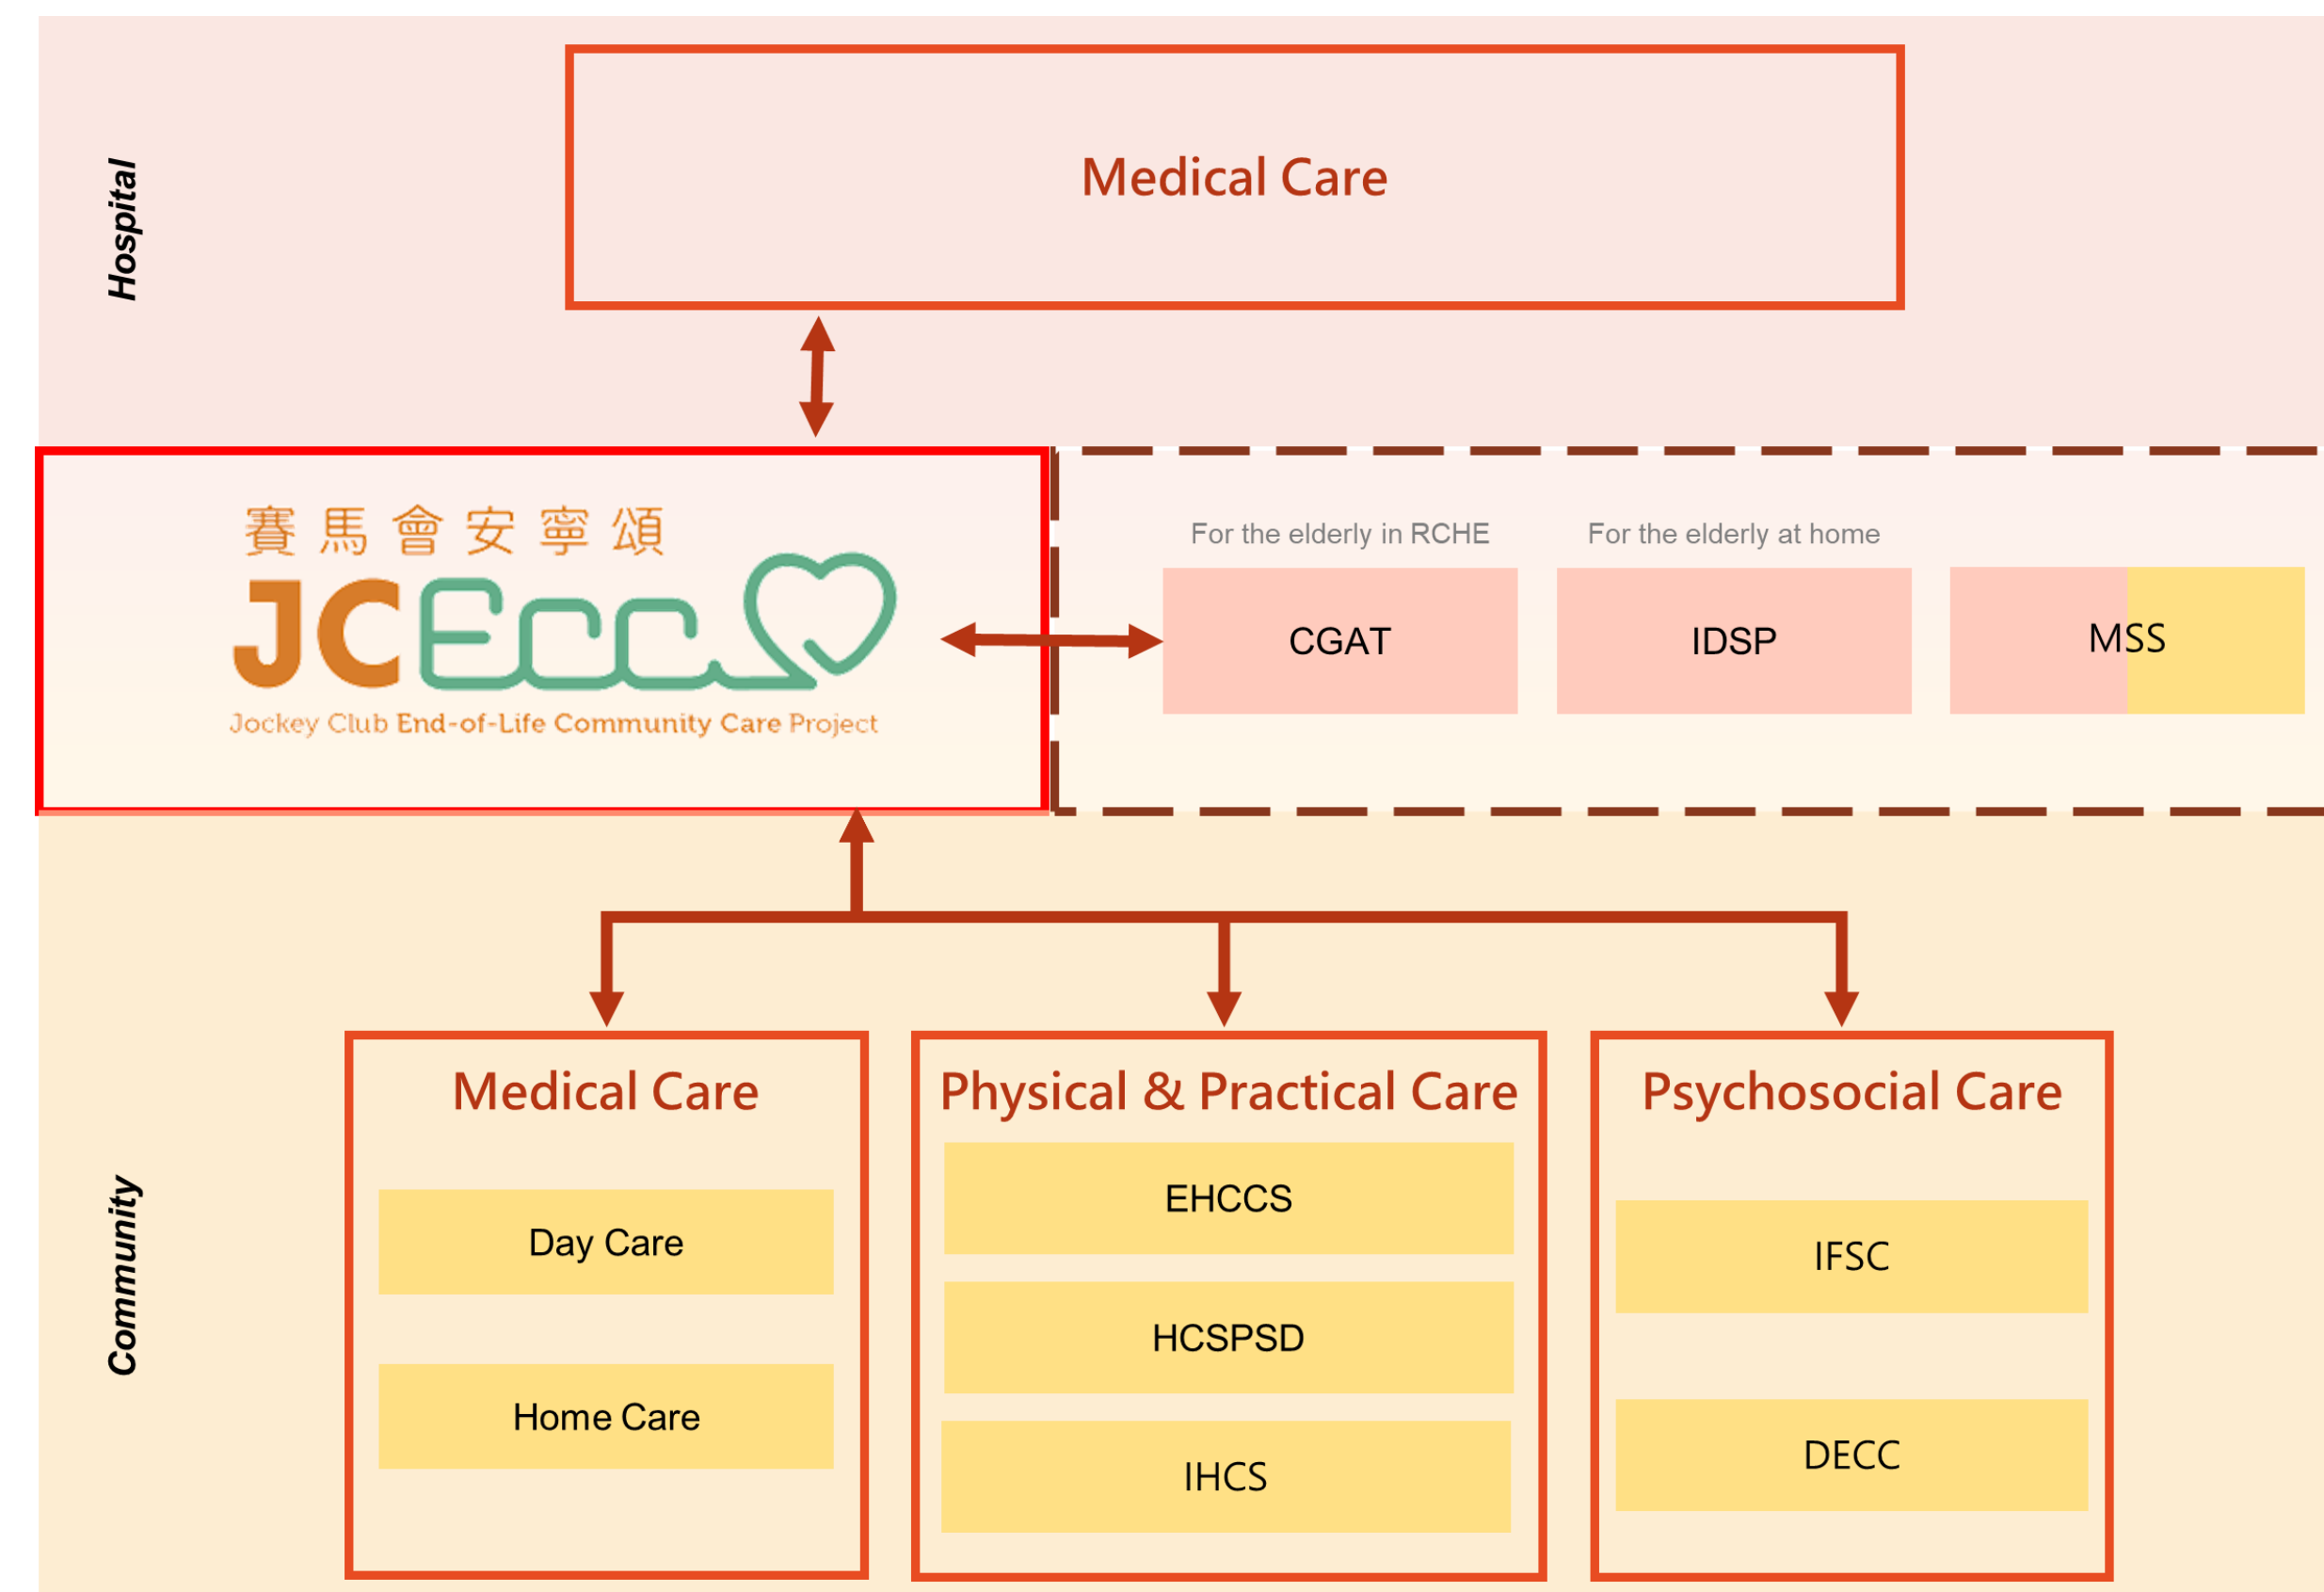 Hospital
Medical Care
賽馬會安寧頌
JCECC
Jockey Club End-of-Life Community Care Project
For the elderly in RCHE
For the elderly at home
CGAT
IDSP
MSS
Community
Medical Care
Day Care
Home Care
Physical & Practical Care
EHCCS
HCSPSD
IHCS
Psychosocial Care
IFSC
DECC